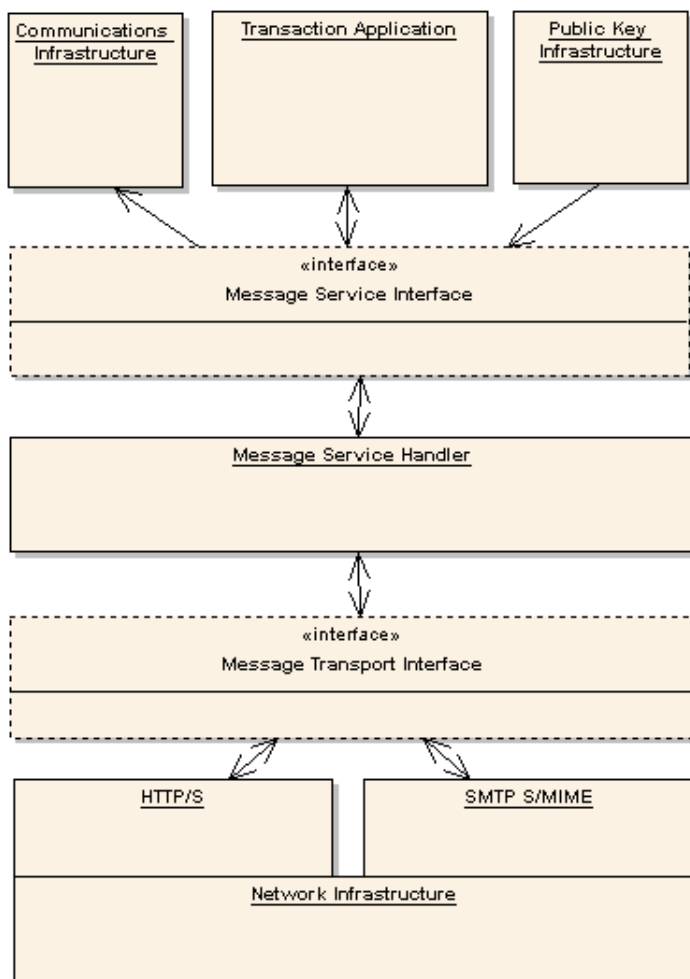 Communications
Infrastructure
Transaction Application
Public Key
Infrastructure
«interface»
Message Service Interface
Message Service Handler
«interface»
Message Transport Interface
HTTP/S
SMTP S/MIME
Network Infrastructure